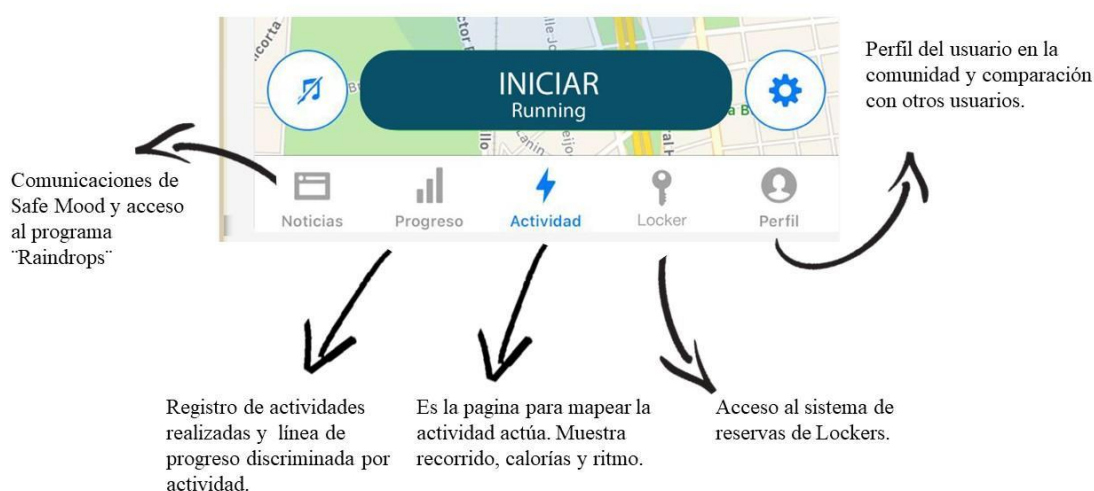 INICIAR
Running
Noticias
Progreso
Actividad
Locker
Perfil
Perfil del usuario en la
comunidad y comparación
con otros usuarios.
Comunicaciones de
Safe Mood y acceso
al programa
¨Raindrops¨
Registro de actividades
realizadas y línea de
progreso discriminada por
actividad.
Es la pagina para mapear la
actividad actúa. Muestra
recorrido, calorías y ritmo.
Acceso al sistema de
reservas de Lockers.